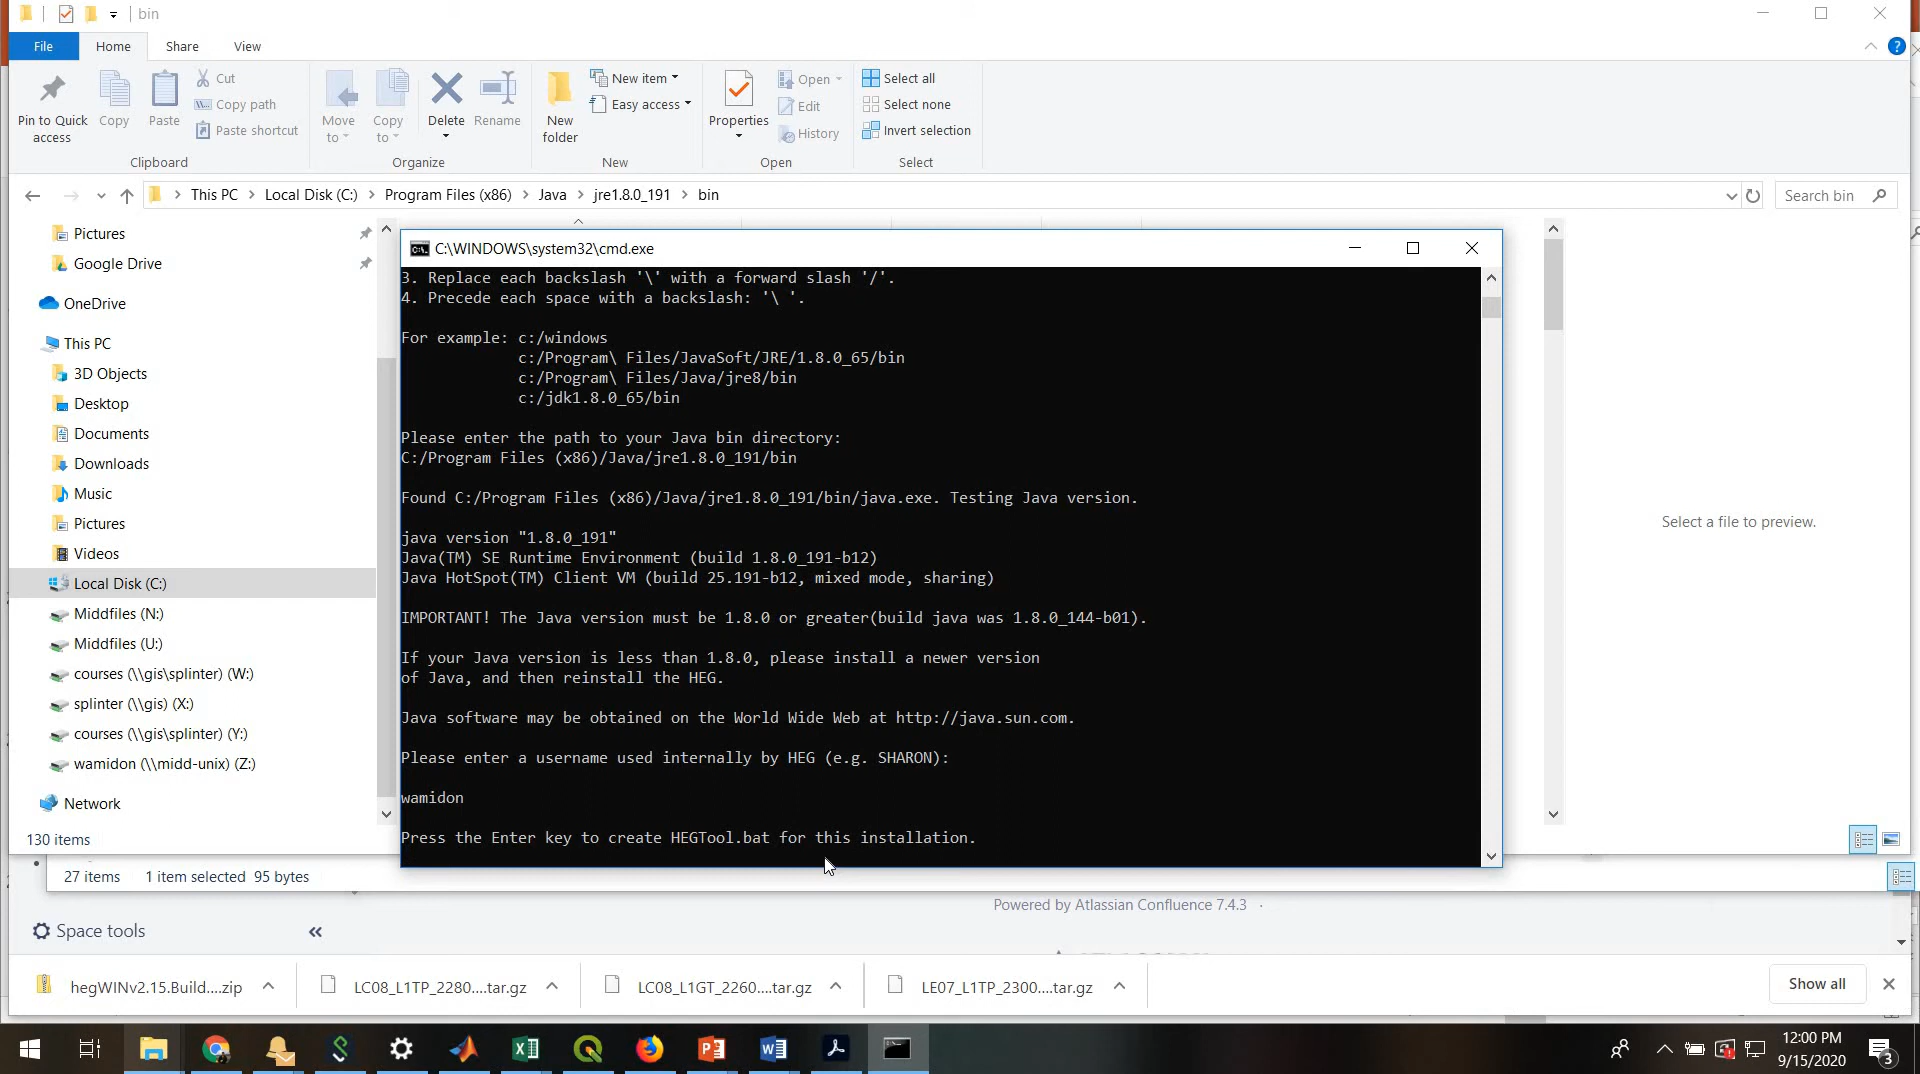 bin
File
Home
Share
View
Pin to Quick access
Copy
Paste
Cut
Copy path
Paste shortcut
Clipboard
Move to
Copy to
Delete
Rename
Organize
New folder
New item
Easy access
New
Properties
Open
Edit
History
Open
Select all
Select none
Invert selection
Select
This PC > Local Disk (C:) > Program Files (x86) > Java > jre1.8.0_191 > bin
Search bin
Pictures
Google Drive
OneDrive
This PC
3D Objects
Desktop
Documents
Downloads
Music
Pictures
Videos
Local Disk (C:)
Middfiles (N:)
Middfiles (U:)
courses (\\gis\splinter) (W:)
splinter (\\gis) (X:)
courses (\\gis\splinter) (Y:)
wamidon (\\midd-unix) (Z:)
Network
130 items
C:\WINDOWS\system32\cmd.exe
3. Replace each backslash '\' with a forward slash '/'.
4. Precede each space with a backslash: '\ '.
For example: c:/windows
c:/Program\ Files/JavaSoft/JRE/1.8.0_65/bin
c:/Program\ Files/Java/jre8/bin
c:/jdk1.8.0_65/bin
Please enter the path to your Java bin directory:
C:/Program Files (x86)/Java/jre1.8.0_191/bin
Found C:/Program Files (x86)/Java/jre1.8.0_191/bin/java.exe. Testing Java version.
java version "1.8.0_191"
Java(TM) SE Runtime Environment (build 1.8.0_191-b12)
Java HotSpot(TM) Client VM (build 25.191-b12, mixed mode, sharing)
IMPORTANT! The Java version must be 1.8.0 or greater(build java was 1.8.0_144-b01).
If your Java version is less than 1.8.0, please install a newer version
of Java, and then reinstall the HEG.
Java software may be obtained on the World Wide Web at http://java.sun.com.
Please enter a username used internally by HEG (e.g. SHARON):
wamidon
Press the Enter key to create HEGTool.bat for this installation.
Select a file to preview.
27 items 1 item selected 95 bytes
Powered by Atlassian Confluence 7.4.3 ·
Space tools
hegWINv2.15.Build....zip
LC08_L1TP_2280....tar.gz
LC08_L1GT_2260....tar.gz
LE07_L1TP_2300....tar.gz
Show all
12:00 PM
9/15/2020
3